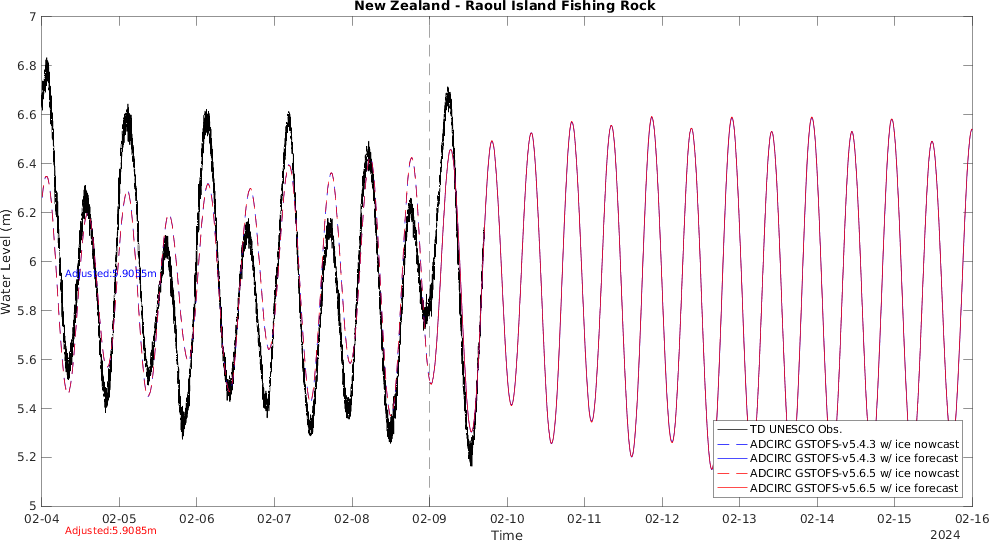 New Zealand - Raoul Island Fishing Rock
7
6.8
6.6
6.4
6.2
6
5.8
5.6
5.4
5.2
5
Water Level (m)
Adjusted:5.9055m
TD UNESCO Obs.
ADCIRC GSTOFS-v5.4.3 w/ ice nowcast
ADCIRC GSTOFS-v5.4.3 w/ ice forecast
ADCIRC GSTOFS-v5.6.5 w/ ice nowcast
ADCIRC GSTOFS-v5.6.5 w/ ice forecast
02-04 02-05 02-06 02-07 02-08 02-09 02-10 02-11 02-12 02-13 02-14 02-15 02-16
Adjusted:5.9085m
Time
2024